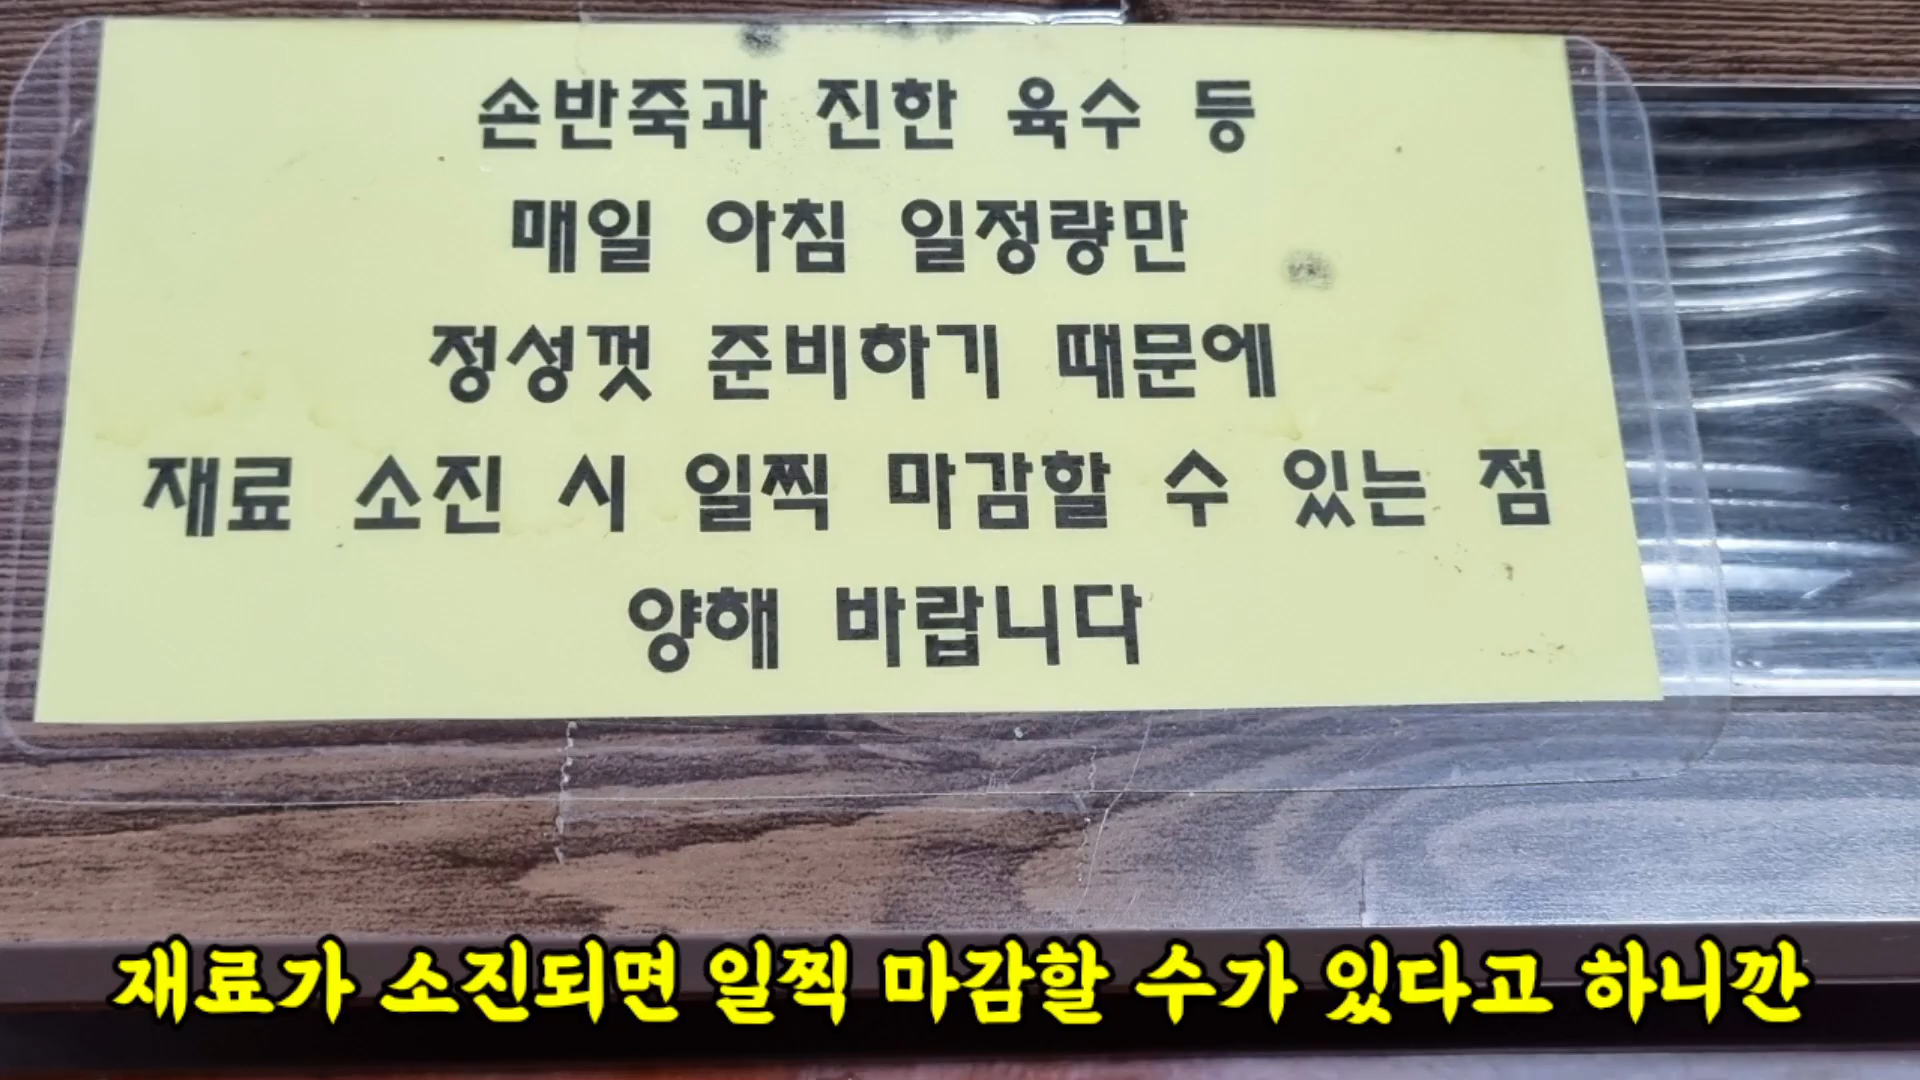 손반죽과 진한 육수 등
매일 아침 일정량만
정성껏 준비하기 때문에
재료 소진 시 일찍 마감할 수 있는 점
양해 바랍니다
재료가 소진되면 일찍 마감할 수가 있다고 하니깐